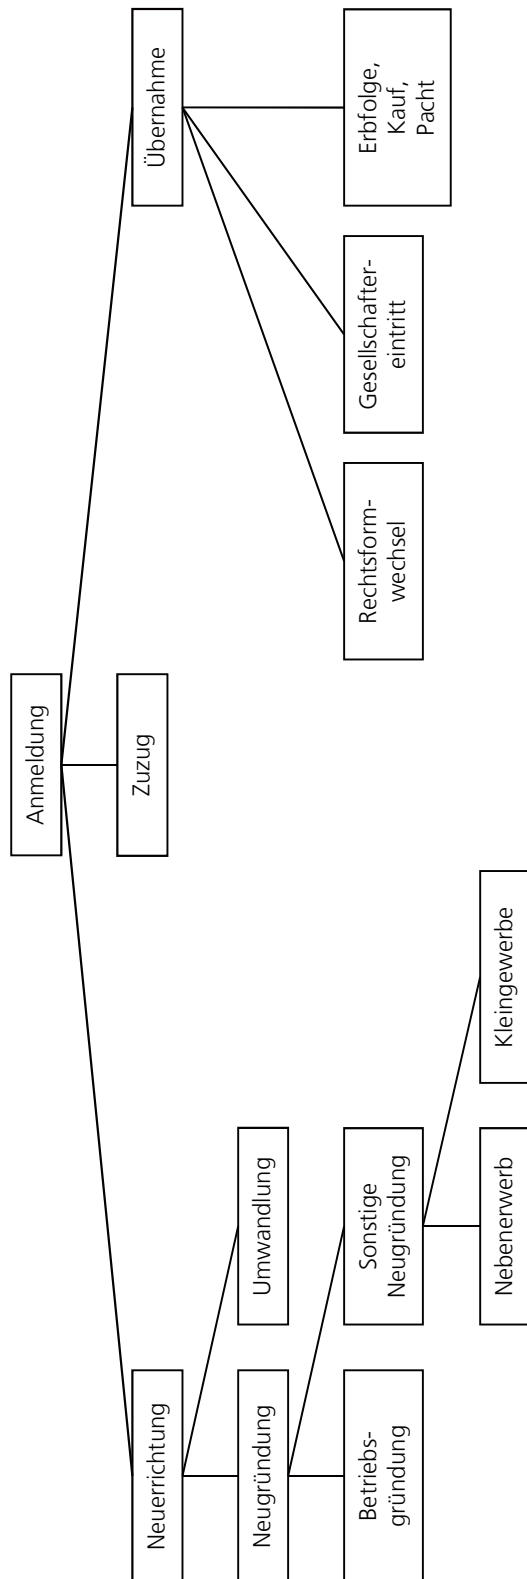 Anmeldung
Neuerrichtung
Zuzug
Übernahme
Neugründung
Umwandlung
Betriebs-
gründung
Sonstige
Neugründung
Rechtsform-
wechsel
Gesellschafter-
eintritt
Erbfolge,
Kauf,
Pacht
Nebenerwerb
Kleingewerbe